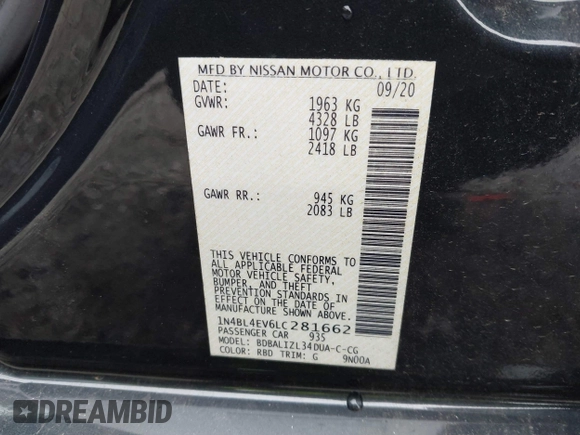 MFD BY NISSAN MOTOR CO., LTD.
DATE: 09/20
GVWR: 1963 KG
4328 LB
GAWR FR.: 1097 KG
2418 LB
GAWR RR.: 945 KG
2083 LB
THIS VEHICLE CONFORMS TO
ALL APPLICABLE FEDERAL
MOTOR VEHICLE SAFETY,
BUMPER, AND THEFT
PREVENTION STANDARDS IN
EFFECT ON THE DATE OF
MANUFACTURE SHOWN ABOVE.
1N4BL4EV6LC281662
PASSENGER CAR 935
MODEL: BDBALIZL34DUA-C-CG
COLOR: RBD TRIM: G 9N00A
DREAMBID